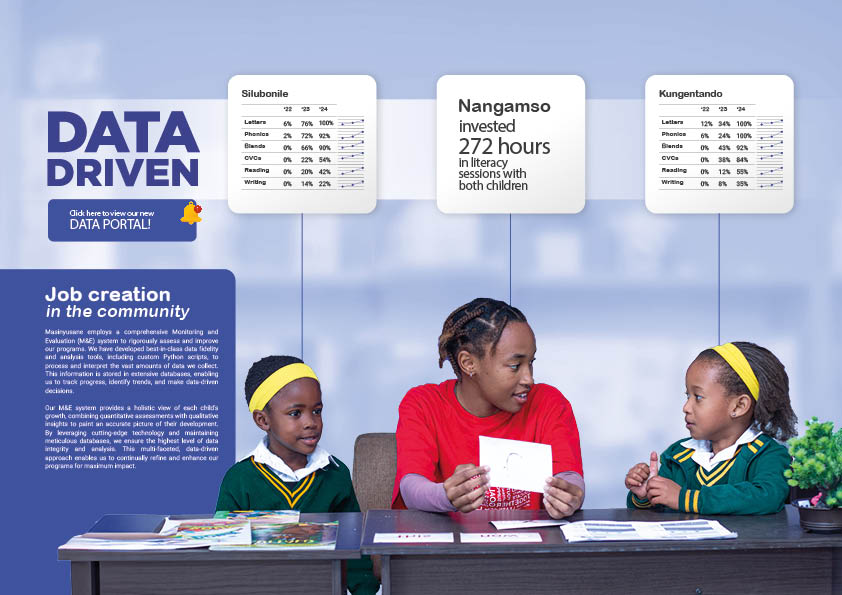 DATA
DRIVEN
Click here to view our new
DATA PORTAL!
Silubonile
'22 '23 '24
Letters 6% 76% 100%
Phonics 2% 72% 92%
Blends 0% 66% 90%
CVCs 0% 22% 54%
Reading 0% 20% 42%
Writing 0% 14% 22%
Nangamso
invested
272 hours
in literacy
sessions with
both children
Kungentando
'22 '23 '24
Letters 12% 34% 100%
Phonics 6% 24% 100%
Blends 0% 43% 92%
CVCs 0% 38% 84%
Reading 0% 12% 55%
Writing 0% 8% 35%
Job creation
in the community
Masinyusane employs a comprehensive Monitoring and
Evaluation (M&E) system to rigorously assess and improve
our programs. We have developed best-in-class data fidelity
and analysis tools, including custom Python scripts, to
process and interpret the vast amounts of data we collect.
This information is stored in extensive databases, enabling
us to track progress, identify trends, and make data-driven
decisions.
Our M&E system provides a holistic view of each child's
growth, combining quantitative assessments with qualitative
insights to paint an accurate picture of their development.
By leveraging cutting-edge technology and maintaining
meticulous databases, we ensure the highest level of data
integrity and analysis. This multi-faceted, data-driven
approach enables us to continually refine and enhance our
programs for maximum impact.